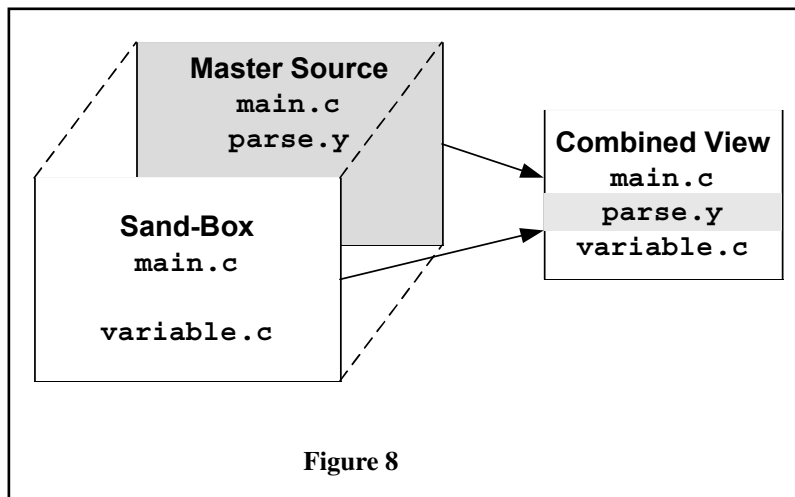 Master Source
main.c
parse.y
Sand-Box
main.c
variable.c
Combined View
main.c
parse.y
variable.c
Figure 8